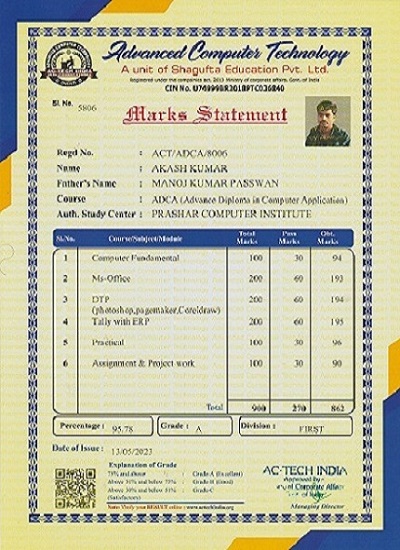 Advanced Computer Technology
A unit of Shagufta Education Pvt. Ltd.
Registered under the companies act, 2013 Ministry of corporate affairs, Govt. of India
CIN No. U74999BR2018PTC036840
Sl. No. 5806
Marks Statement
Regd No. : ACT/ADCA/8006
Name : AKASH KUMAR
Father's Name : MANOJ KUMAR PASSWAN
Course : ADCA (Advance Diploma in Computer Application)
Auth. Study Center : PRASHAR COMPUTER INSTITUTE
Sl.No. Course/Subject/Module Total Marks Pass Marks Obt. Marks
1 Computer Fundamental 100 30 94
2 Ms-Office 200 60 193
3 DTP (photoshop,pagemaker,Coreldraw) 200 60 194
4 Tally with ERP 200 60 195
5 Practical 100 30 96
6 Assignment & Project work 100 30 90
Total 900 270 862
Percentage : 95.78 Grade : A Division : FIRST
Date of Issue : 13/05/2023
Explanation of Grade
75% and above : Grade-A (Excellent)
Above 50% and below 75% : Grade-B (Good)
Above 30% and below 50% : Grade-C
(Satisfactory)
Note: Verify your RESULT online : www.actechindia.org
AC-TECH INDIA
Approved by
of Corporate Affair
of India
Managing Director